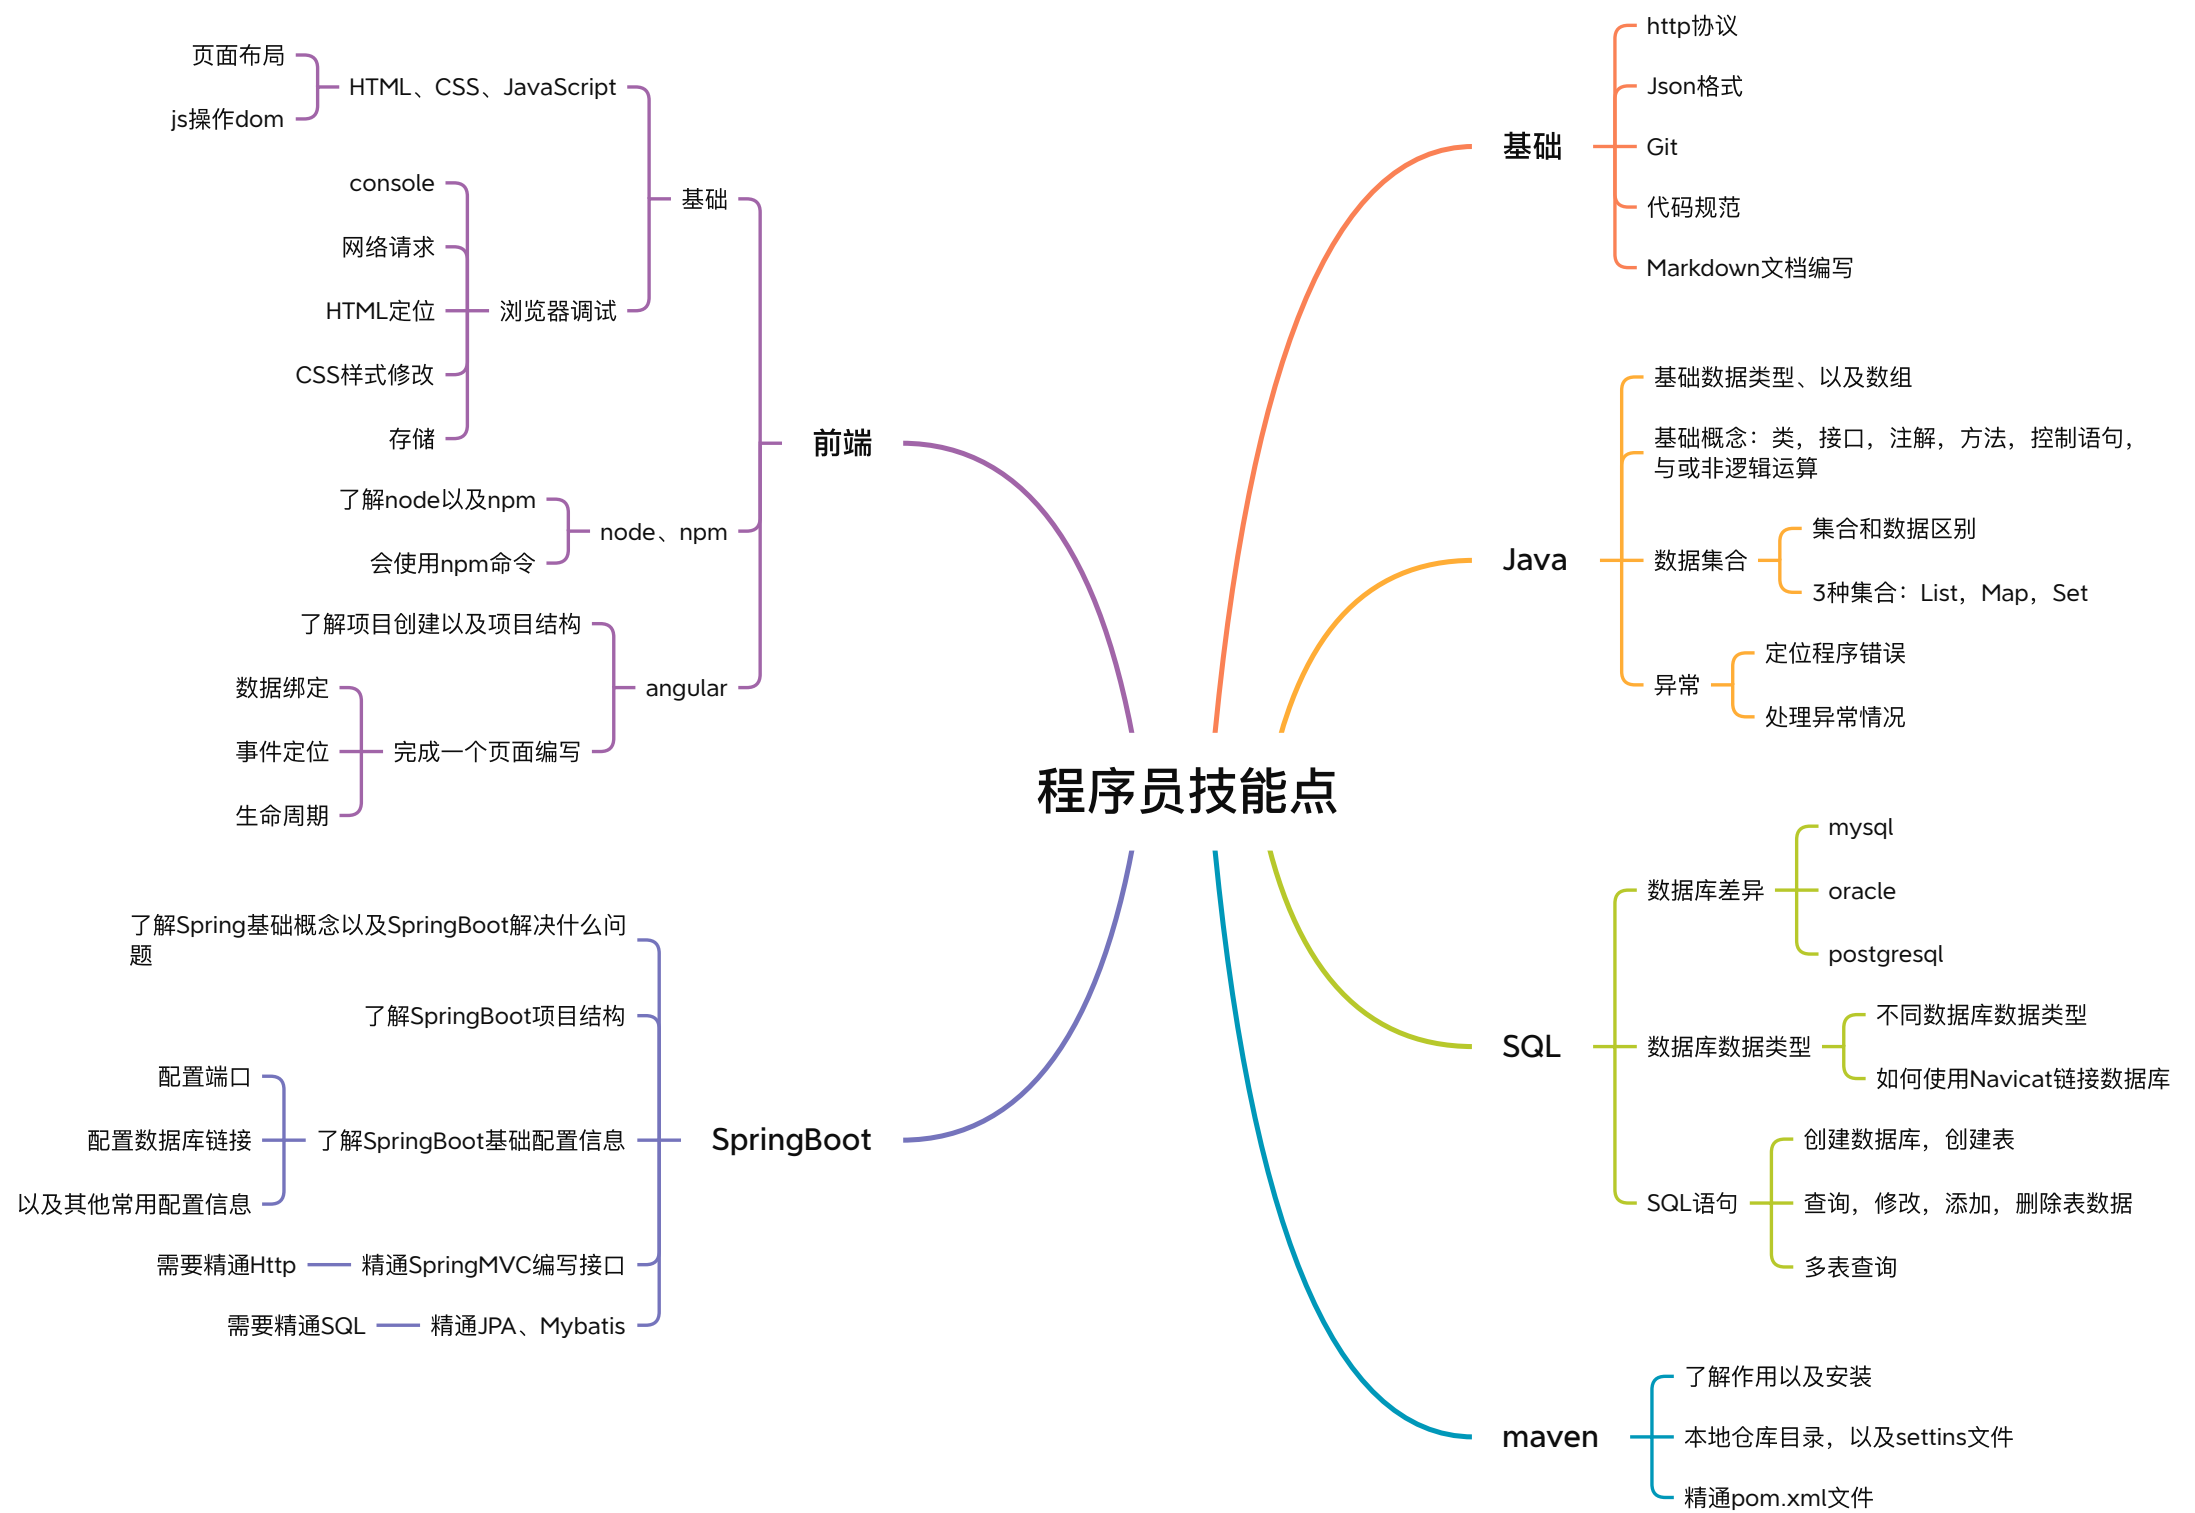 程序员技能点
基础
http协议
Json格式
Git
代码规范
Markdown文档编写
Java
基础数据类型、以及数组
基础概念：类，接口，注解，方法，控制语句，
与或非逻辑运算
数据集合
集合和数据区别
3种集合：List，Map，Set
异常
定位程序错误
处理异常情况
SQL
数据库差异
mysql
oracle
postgresql
数据库数据类型
不同数据库数据类型
如何使用Navicat链接数据库
SQL语句
创建数据库，创建表
查询，修改，添加，删除表数据
多表查询
maven
了解作用以及安装
本地仓库目录，以及settins文件
精通pom.xml文件
前端
基础
HTML、CSS、JavaScript
页面布局
js操作dom
浏览器调试
console
网络请求
HTML定位
CSS样式修改
存储
node、npm
了解node以及npm
会使用npm命令
angular
了解项目创建以及项目结构
完成一个页面编写
数据绑定
事件定位
生命周期
SpringBoot
了解Spring基础概念以及SpringBoot解决什么问
题
了解SpringBoot项目结构
了解SpringBoot基础配置信息
配置端口
配置数据库链接
以及其他常用配置信息
精通SpringMVC编写接口
需要精通Http
精通JPA、Mybatis
需要精通SQL